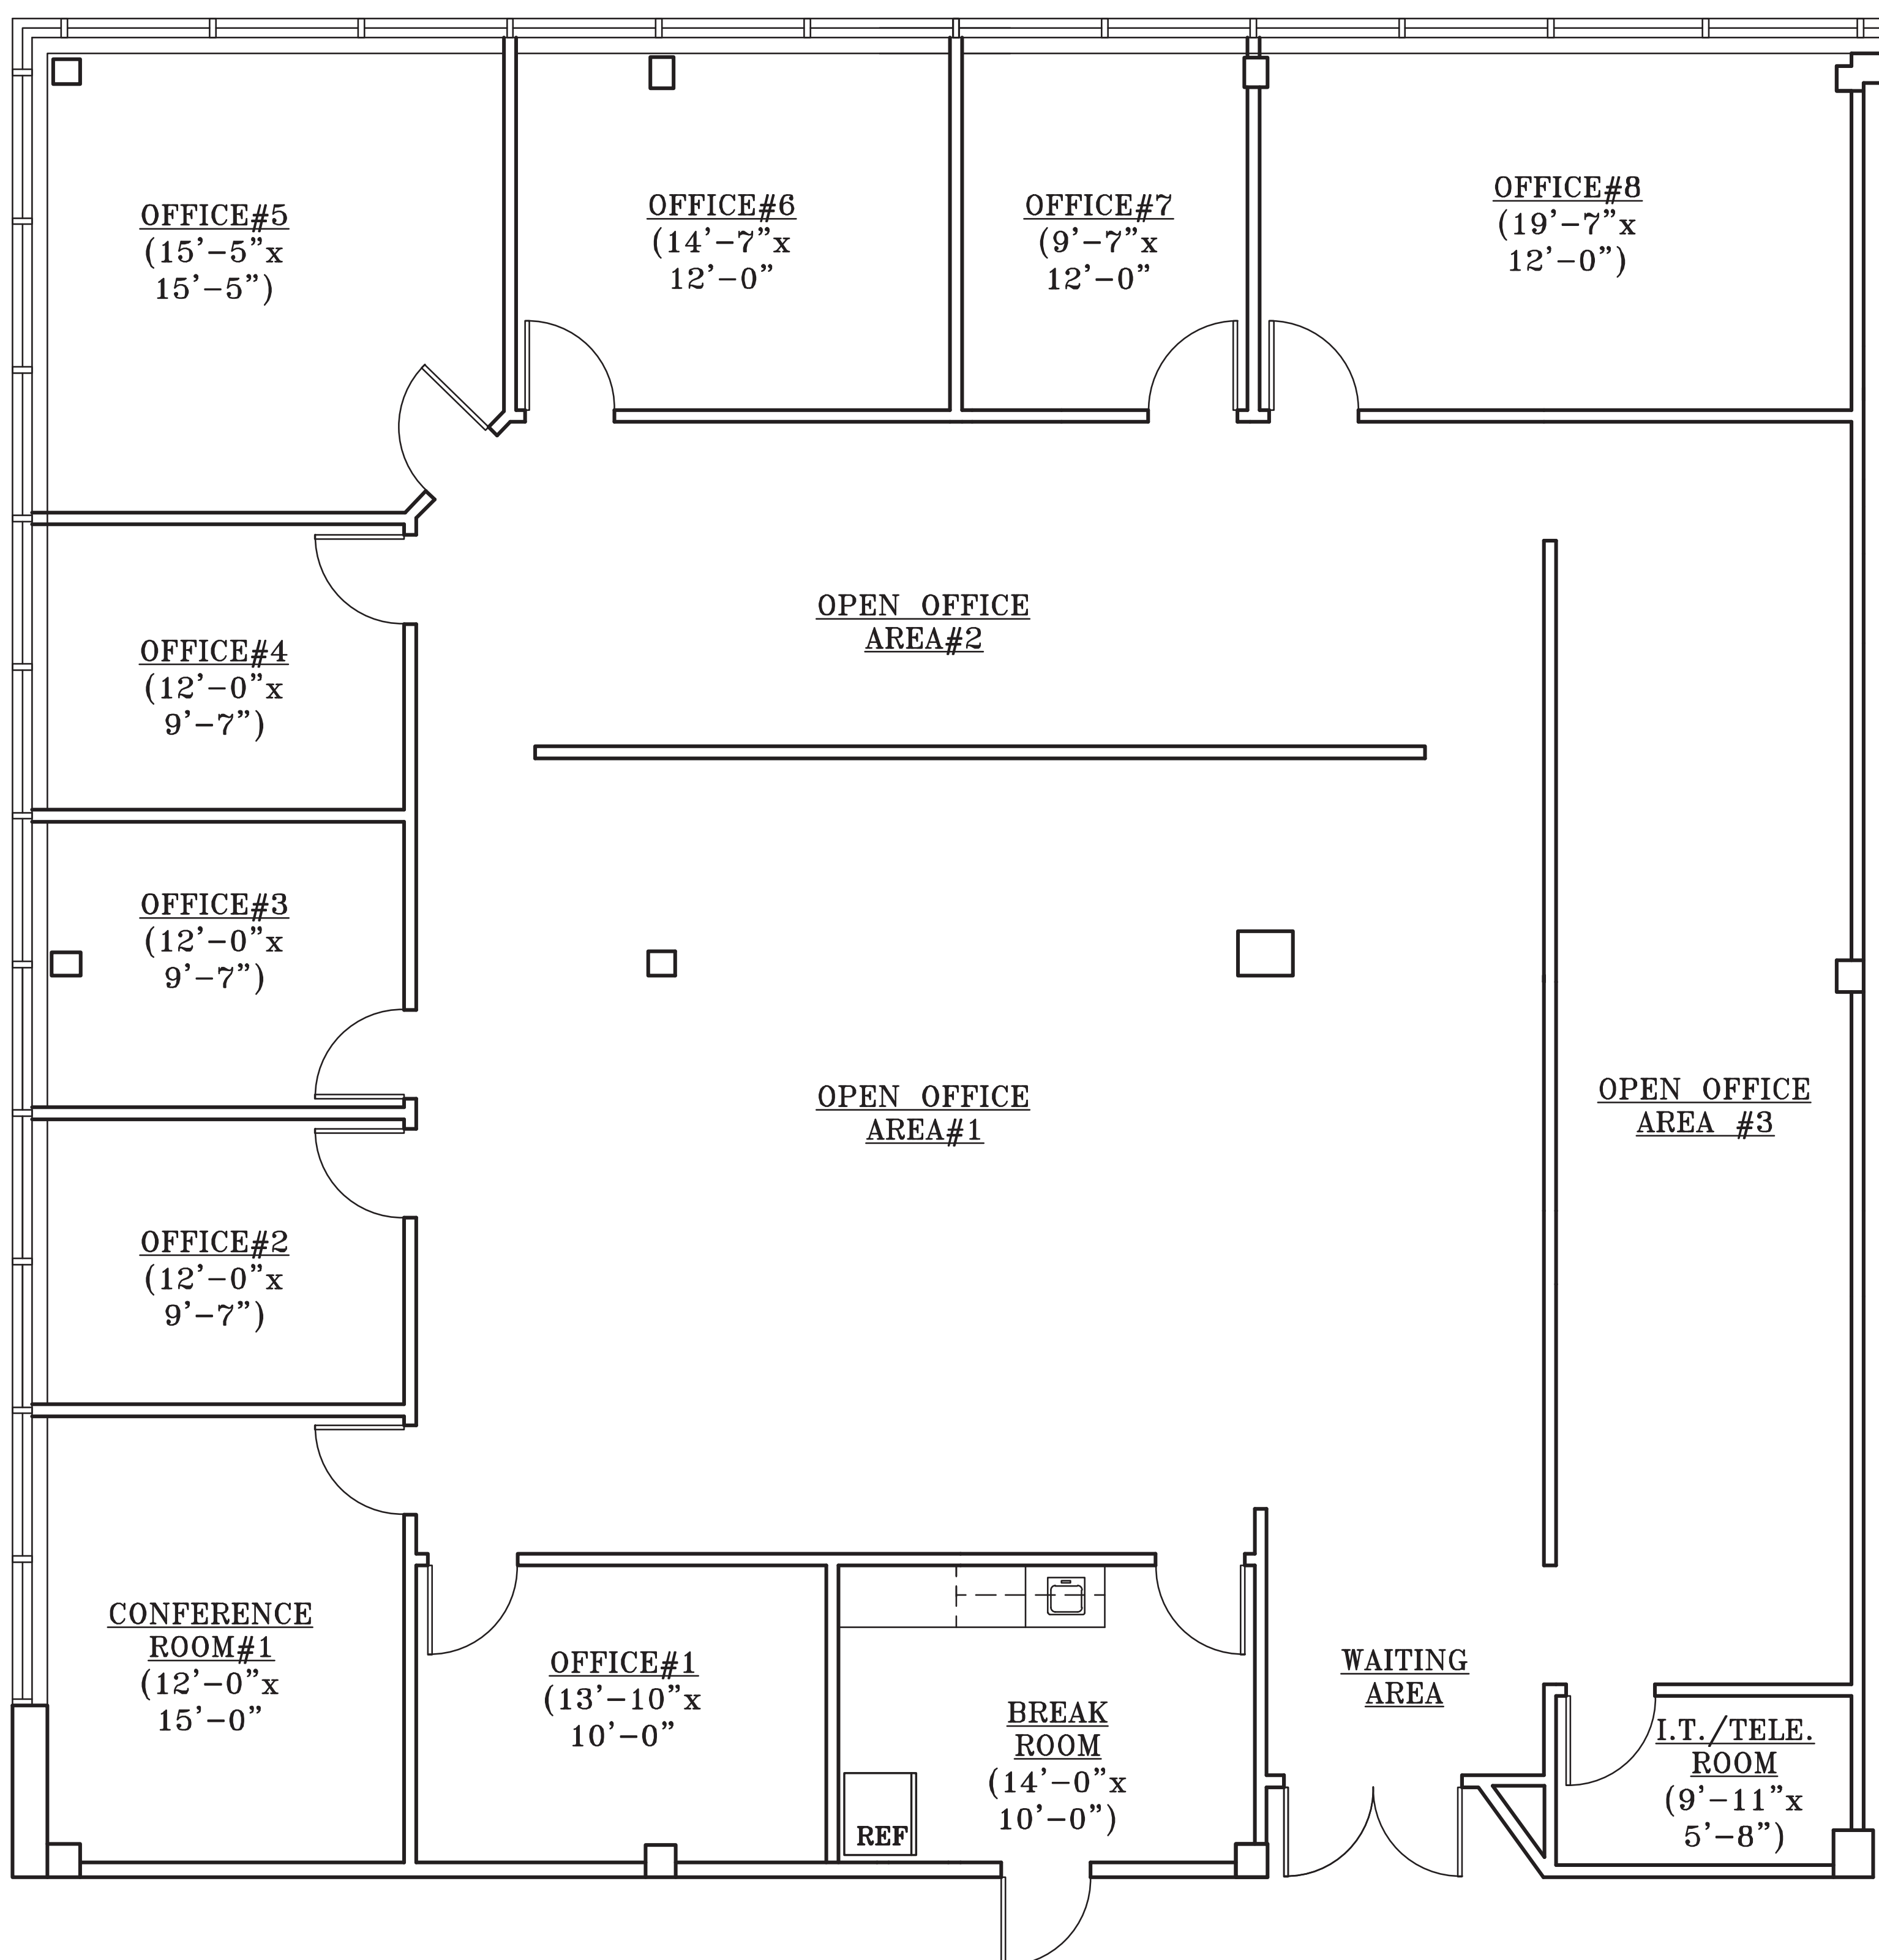 OFFICE#5
(15'-5"x
15'-5")
OFFICE#6
(14'-7"x
12'-0"
OFFICE#7
(9'-7"x
12'-0"
OFFICE#8
(19'-7"x
12'-0")
OPEN OFFICE
AREA#2
OFFICE#4
(12'-0"x
9'-7")
OFFICE#3
(12'-0"x
9'-7")
OPEN OFFICE
AREA#1
OPEN OFFICE
AREA #3
OFFICE#2
(12'-0"x
9'-7")
CONFERENCE
ROOM#1
(12'-0"x
15'-0"
OFFICE#1
(13'-10"x
10'-0"
BREAK
ROOM
(14'-0"x
10'-0")
REF
WAITING
AREA
I.T./TELE.
ROOM
(9'-11"x
5'-8")